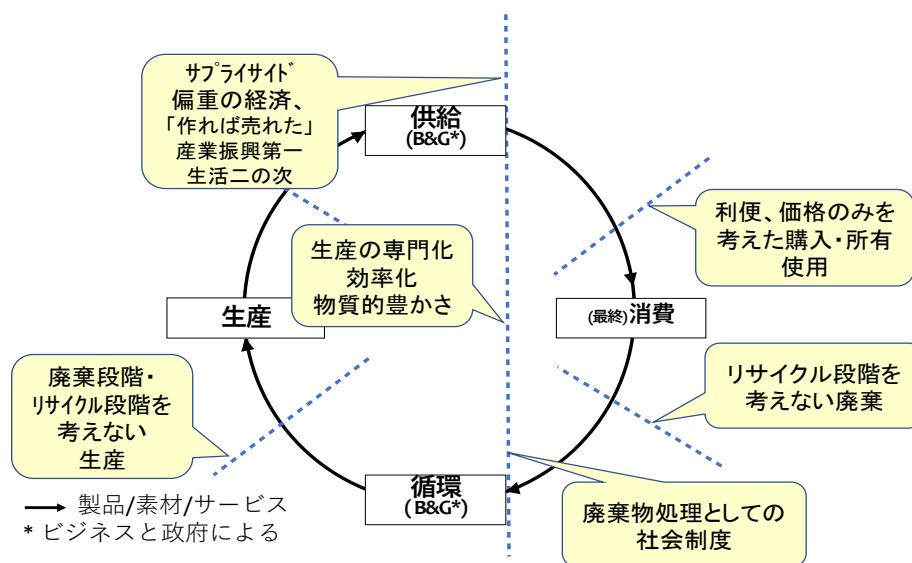 ｻﾌﾟﾗｲｻｲﾄﾞ
偏重の経済、
「作れば売れた」
産業振興第一
生活二の次
供給
(B&G*)
利便、価格のみを
考えた購入・所有
使用
生産の専門化
効率化
物質的豊かさ
生産
(最終)消費
廃棄段階・
ﾘｻｲｸﾙ段階を
考えない
生産
リサイクル段階を
考えない廃棄
循環
(B&G*)
廃棄物処理としての
社会制度
製品/素材/サービス
* ビジネスと政府による